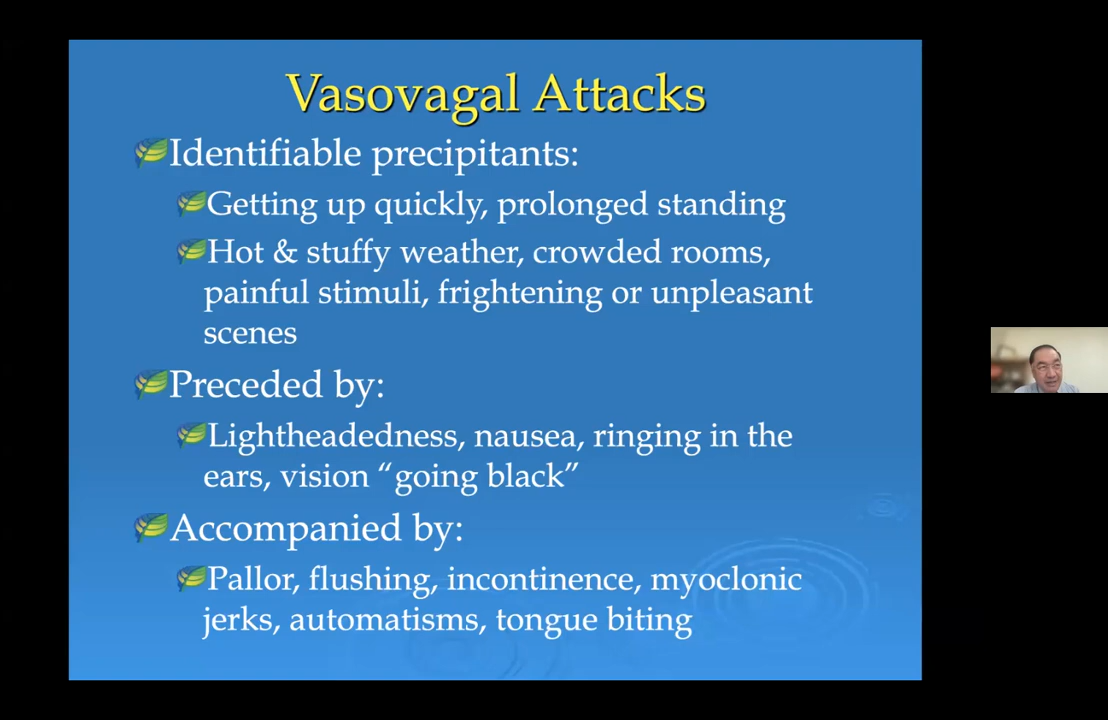 Vasovagal Attacks
Identifiable precipitants:
Getting up quickly, prolonged standing
Hot & stuffy weather, crowded rooms,
painful stimuli, frightening or unpleasant
scenes
Preceded by:
Lightheadedness, nausea, ringing in the
ears, vision “going black”
Accompanied by:
Pallor, flushing, incontinence, myoclonic
jerks, automatisms, tongue biting